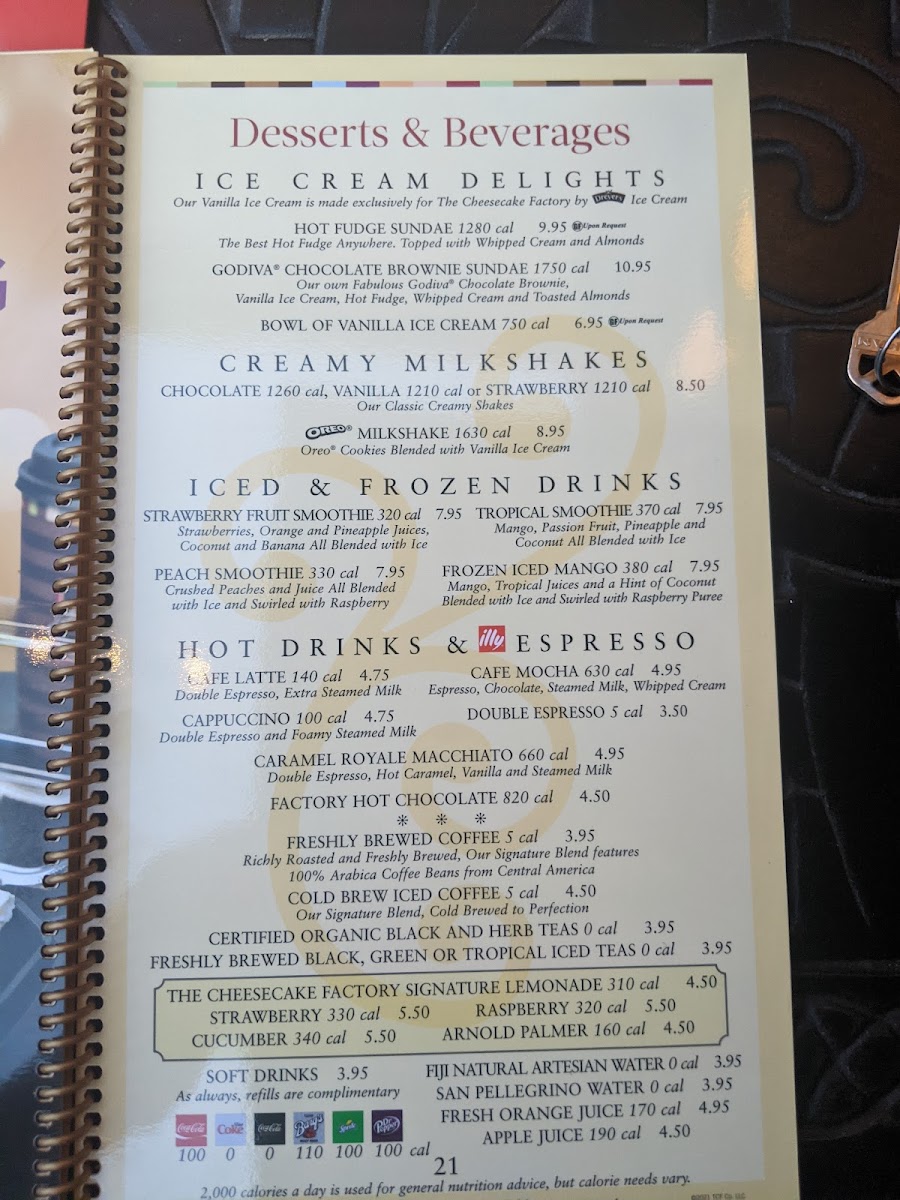 Desserts & Beverages
ICE CREAM DELIGHTS
Our Vanilla Ice Cream is made exclusively for The Cheesecake Factory by Dreyer's Ice Cream
HOT FUDGE SUNDAE 1280 cal 9.95 GF Upon Request
The Best Hot Fudge Anywhere. Topped with Whipped Cream and Almonds
GODIVA® CHOCOLATE BROWNIE SUNDAE 1750 cal 10.95
Our own Fabulous Godiva® Chocolate Brownie,
Vanilla Ice Cream, Hot Fudge, Whipped Cream and Toasted Almonds
BOWL OF VANILLA ICE CREAM 750 cal 6.95 GF Upon Request
CREAMY MILKSHAKES
CHOCOLATE 1260 cal, VANILLA 1210 cal or STRAWBERRY 1210 cal 8.50
Our Classic Creamy Shakes
OREO® MILKSHAKE 1630 cal 8.95
Oreo® Cookies Blended with Vanilla Ice Cream
ICED & FROZEN DRINKS
STRAWBERRY FRUIT SMOOTHIE 320 cal 7.95
Strawberries, Orange and Pineapple Juices,
Coconut and Banana All Blended with Ice
TROPICAL SMOOTHIE 370 cal 7.95
Mango, Passion Fruit, Pineapple and
Coconut All Blended with Ice
PEACH SMOOTHIE 330 cal 7.95
Crushed Peaches and Juice All Blended
with Ice and Swirled with Raspberry
FROZEN ICED MANGO 380 cal 7.95
Mango, Tropical Juices and a Hint of Coconut
Blended with Ice and Swirled with Raspberry Puree
HOT DRINKS & illy ESPRESSO
CAFE LATTE 140 cal 4.75
Double Espresso, Extra Steamed Milk
CAFE MOCHA 630 cal 4.95
Espresso, Chocolate, Steamed Milk, Whipped Cream
CAPPUCCINO 100 cal 4.75
Double Espresso and Foamy Steamed Milk
DOUBLE ESPRESSO 5 cal 3.50
CARAMEL ROYALE MACCHIATO 660 cal 4.95
Double Espresso, Hot Caramel, Vanilla and Steamed Milk
FACTORY HOT CHOCOLATE 820 cal 4.50
FRESHLY BREWED COFFEE 5 cal 3.95
Richly Roasted and Freshly Brewed, Our Signature Blend features
100% Arabica Coffee Beans from Central America
COLD BREW ICED COFFEE 5 cal 4.50
Our Signature Blend, Cold Brewed to Perfection
CERTIFIED ORGANIC BLACK AND HERB TEAS 0 cal 3.95
FRESHLY BREWED BLACK, GREEN OR TROPICAL ICED TEAS 0 cal 3.95
THE CHEESECAKE FACTORY SIGNATURE LEMONADE 310 cal 4.50
STRAWBERRY 330 cal 5.50 RASPBERRY 320 cal 5.50
CUCUMBER 340 cal 5.50 ARNOLD PALMER 160 cal 4.50
SOFT DRINKS 3.95
As always, refills are complimentary
Coca-Cola Diet Coke Coca-Cola Barq's Sprite Dr Pepper
100 0 0 110 100 100 cal
FIJI NATURAL ARTESIAN WATER 0 cal 3.95
SAN PELLEGRINO WATER 0 cal 3.95
FRESH ORANGE JUICE 170 cal 4.95
APPLE JUICE 190 cal 4.50
21
2,000 calories a day is used for general nutrition advice, but calorie needs vary.